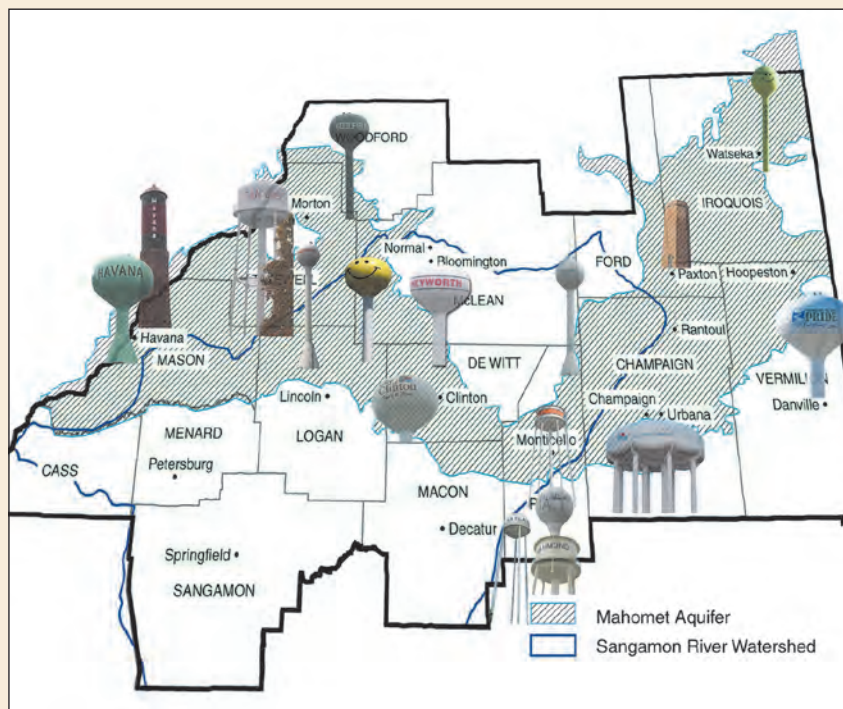 WOODFORD
Watseka
IROQUOIS
Morton
HAVANA
Normal
Bloomington
FORD
Paxton
Hoopeston
HAVANA
HEYWORTH
McLEAN
Havana
MASON
Rantoul
DE WITT
CHAMPAIGN
VERMILION
Lincoln
Clinton
Clinton
Champaign
Urbana
Danville
MENARD
LOGAN
Monticello
CASS
Petersburg
MACON
Decatur
Springfield
SANGAMON
Mahomet Aquifer
Sangamon River Watershed